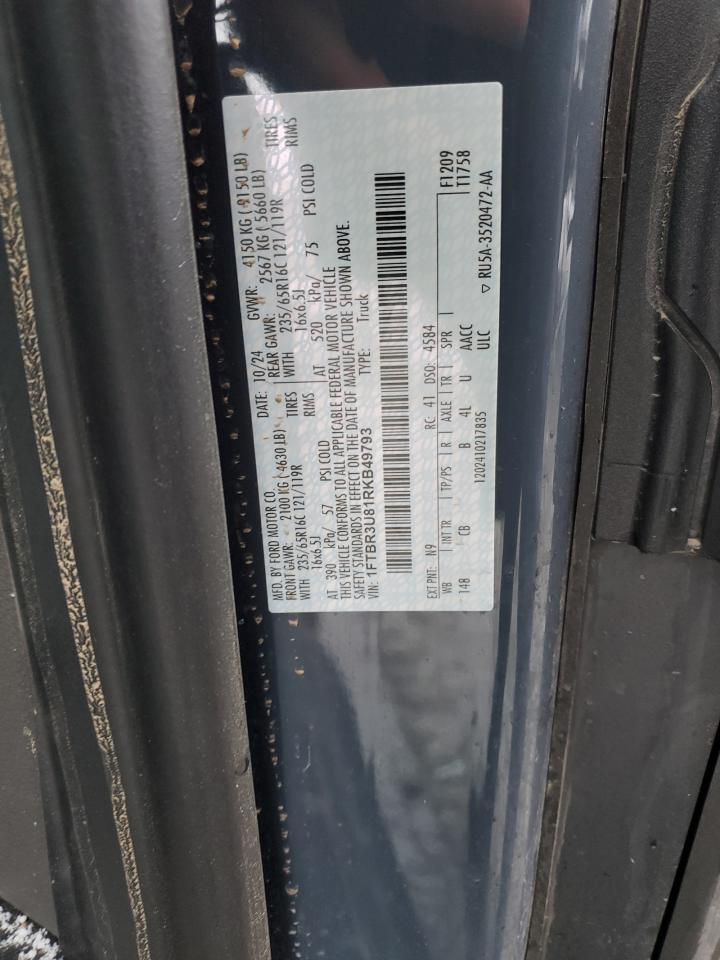 MFD. BY FORD MOTOR CO. DATE: 10/24 GVWR: 4150 KG ( 9150 LB)
FRONT GAWR: 2100 KG ( 4630 LB) REAR GAWR: 2567 KG ( 5660 LB)
WITH 235/65R16C 121/119R TIRES WITH 235/65R16C 121/119R TIRES
16x6.5J RIMS 16x6.5J RIMS
AT 390 kPa/ 57 PSI COLD AT 520 kPa/ 75 PSI COLD
THIS VEHICLE CONFORMS TO ALL APPLICABLE FEDERAL MOTOR VEHICLE
SAFETY STANDARDS IN EFFECT ON THE DATE OF MANUFACTURE SHOWN ABOVE.
VIN: 1FTBR3U81RKB49793 TYPE: Truck
EXT PNT: N9 RC: 41 DSO: 4584 F1209
WB INT TR TP/PS R AXLE TR SPR T1758
148 CB B 4L U AACC
ULC
1202410217835 ▽ RU5A-3520472-AA